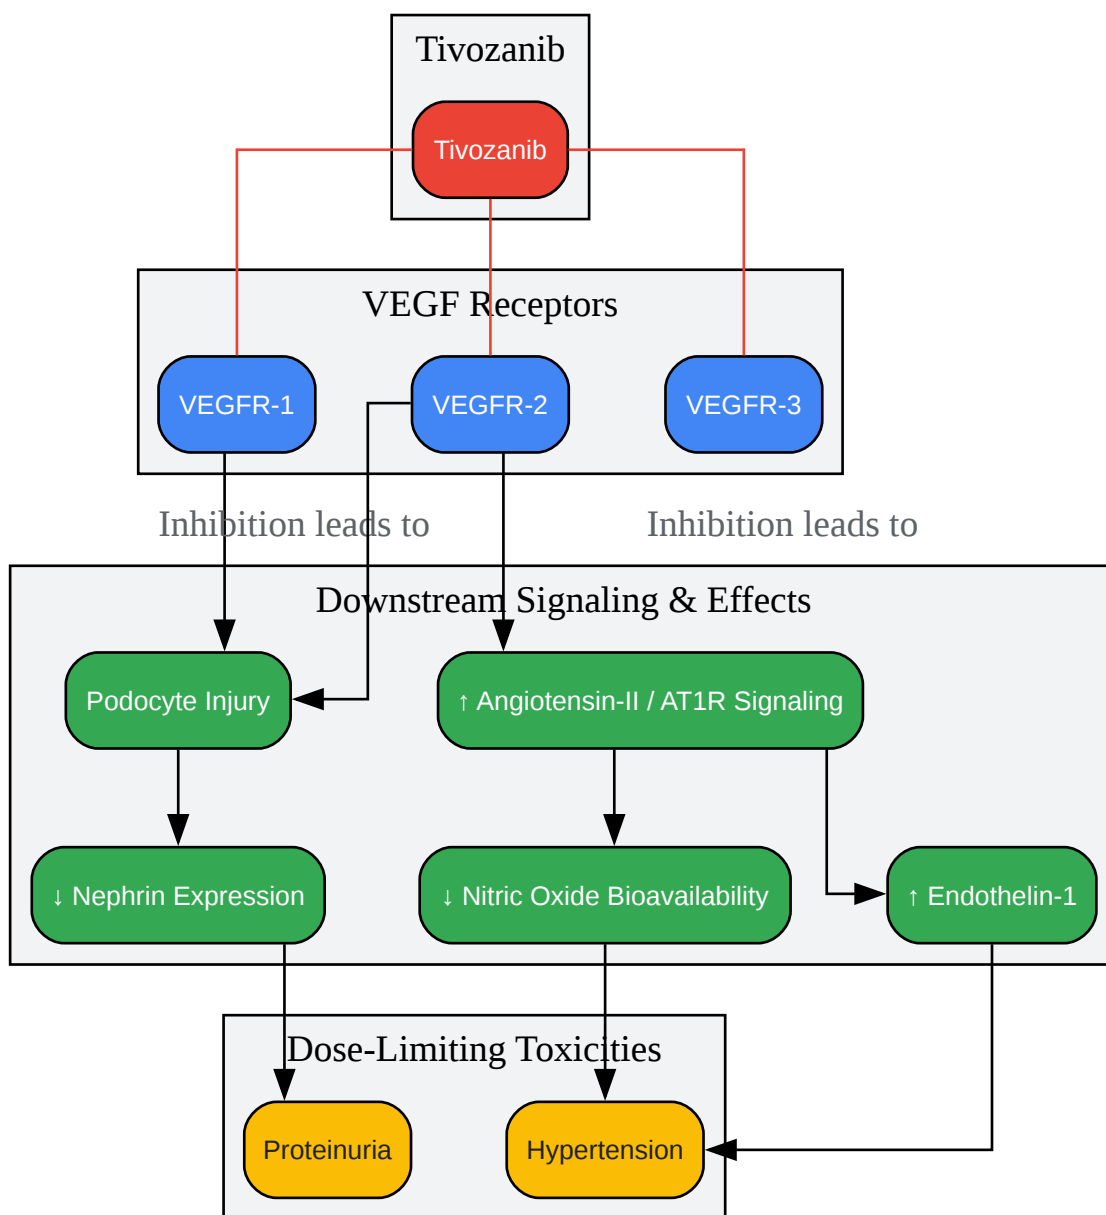 Tivozanib
Tivozanib
VEGF Receptors
VEGFR-1
VEGFR-2
VEGFR-3
Inhibition leads to
Inhibition leads to
Downstream Signaling & Effects
Podocyte Injury
↑ Angiotensin-II / AT1R Signaling
↓ Nephrin Expression
↓ Nitric Oxide Bioavailability
↑ Endothelin-1
Dose-Limiting Toxicities
Proteinuria
Hypertension